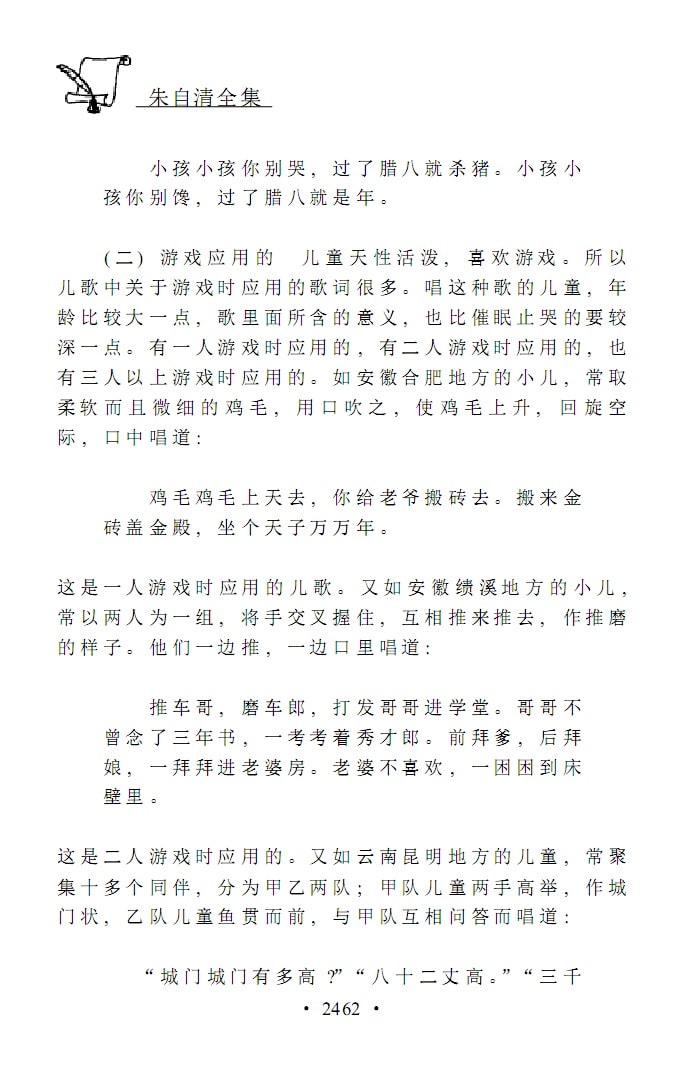 朱自清全集
小孩小孩你别哭，过了腊八就杀猪。小孩小
孩你别馋，过了腊八就是年。
(二) 游戏应用的　儿童天性活泼，喜欢游戏。所以
儿歌中关于游戏时应用的歌词很多。唱这种歌的儿童，年
龄比较大一点，歌里面所含的意义，也比催眠止哭的要较
深一点。有一人游戏时应用的，有二人游戏时应用的，也
有三人以上游戏时应用的。如安徽合肥地方的小儿，常取
柔软而且微细的鸡毛，用口吹之，使鸡毛上升，回旋空
际，口中唱道：
鸡毛鸡毛上天去，你给老爷搬砖去。搬来金
砖盖金殿，坐个天子万万年。
这是一人游戏时应用的儿歌。又如安徽绩溪地方的小儿，
常以两人为一组，将手交叉握住，互相推来推去，作推磨
的样子。他们一边推，一边口里唱道：
推车哥，磨车郎，打发哥哥进学堂。哥哥不
曾念了三年书，一考考着秀才郎。前拜爹，后拜
娘，一拜拜进老婆房。老婆不喜欢，一困困到床
壁里。
这是二人游戏时应用的。又如云南昆明地方的儿童，常聚
集十多个同伴，分为甲乙两队；甲队儿童两手高举，作城
门状，乙队儿童鱼贯而前，与甲队互相问答而唱道：
“城门城门有多高？”“八十二丈高。”“三千
· 2462 ·